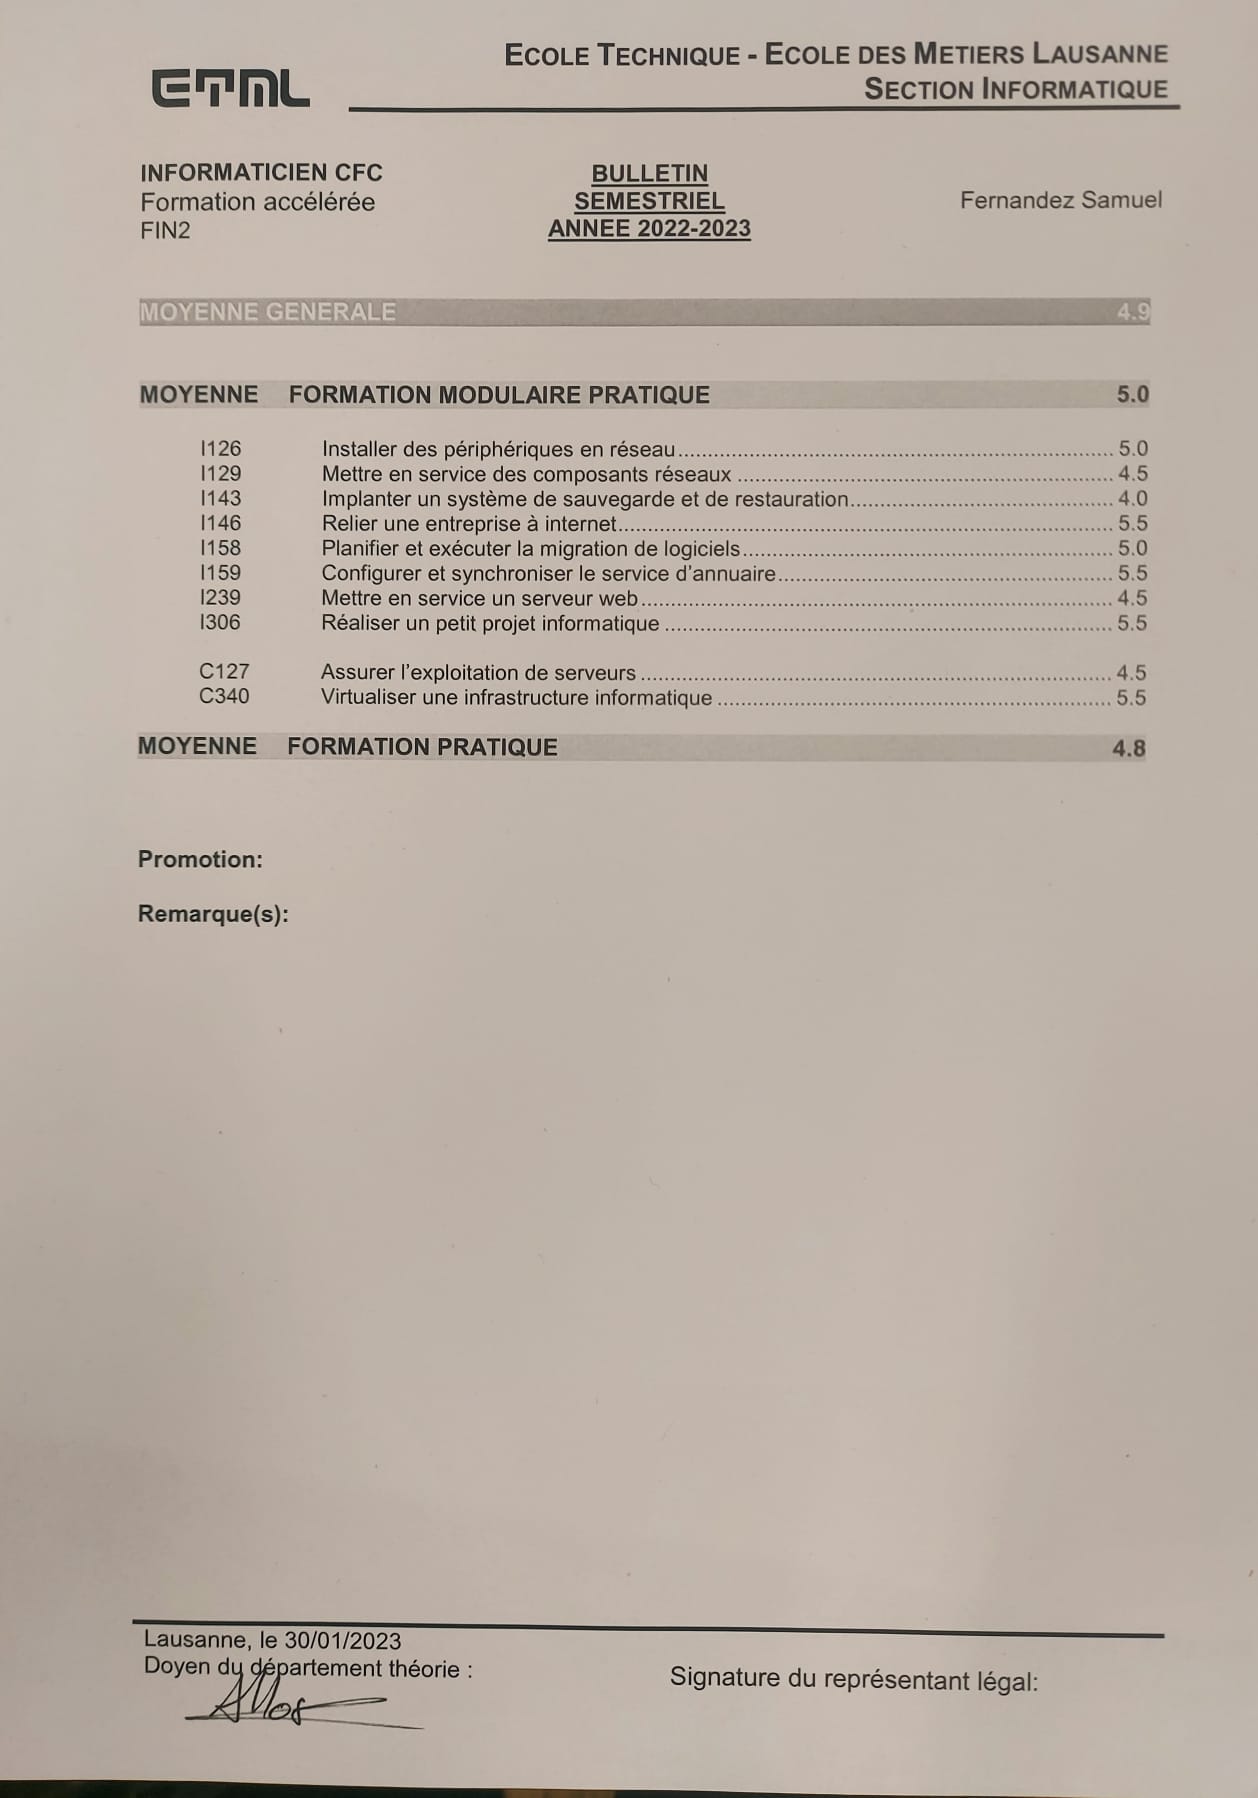 ETML
ECOLE TECHNIQUE - ECOLE DES METIERS LAUSANNE
SECTION INFORMATIQUE
INFORMATICIEN CFC
Formation accélérée
FIN2
BULLETIN
SEMESTRIEL
ANNEE 2022-2023
Fernandez Samuel
MOYENNE GENERALE 4.9
MOYENNE FORMATION MODULAIRE PRATIQUE 5.0
I126 Installer des périphériques en réseau 5.0
I129 Mettre en service des composants réseaux 4.5
I143 Implanter un système de sauvegarde et de restauration 4.0
I146 Relier une entreprise à internet 5.5
I158 Planifier et exécuter la migration de logiciels 5.0
I159 Configurer et synchroniser le service d'annuaire 5.5
I239 Mettre en service un serveur web 4.5
I306 Réaliser un petit projet informatique 5.5
C127 Assurer l'exploitation de serveurs 4.5
C340 Virtualiser une infrastructure informatique 5.5
MOYENNE FORMATION PRATIQUE 4.8
Promotion:
Remarque(s):
Lausanne, le 30/01/2023
Doyen du département théorie :
Signature du représentant légal: